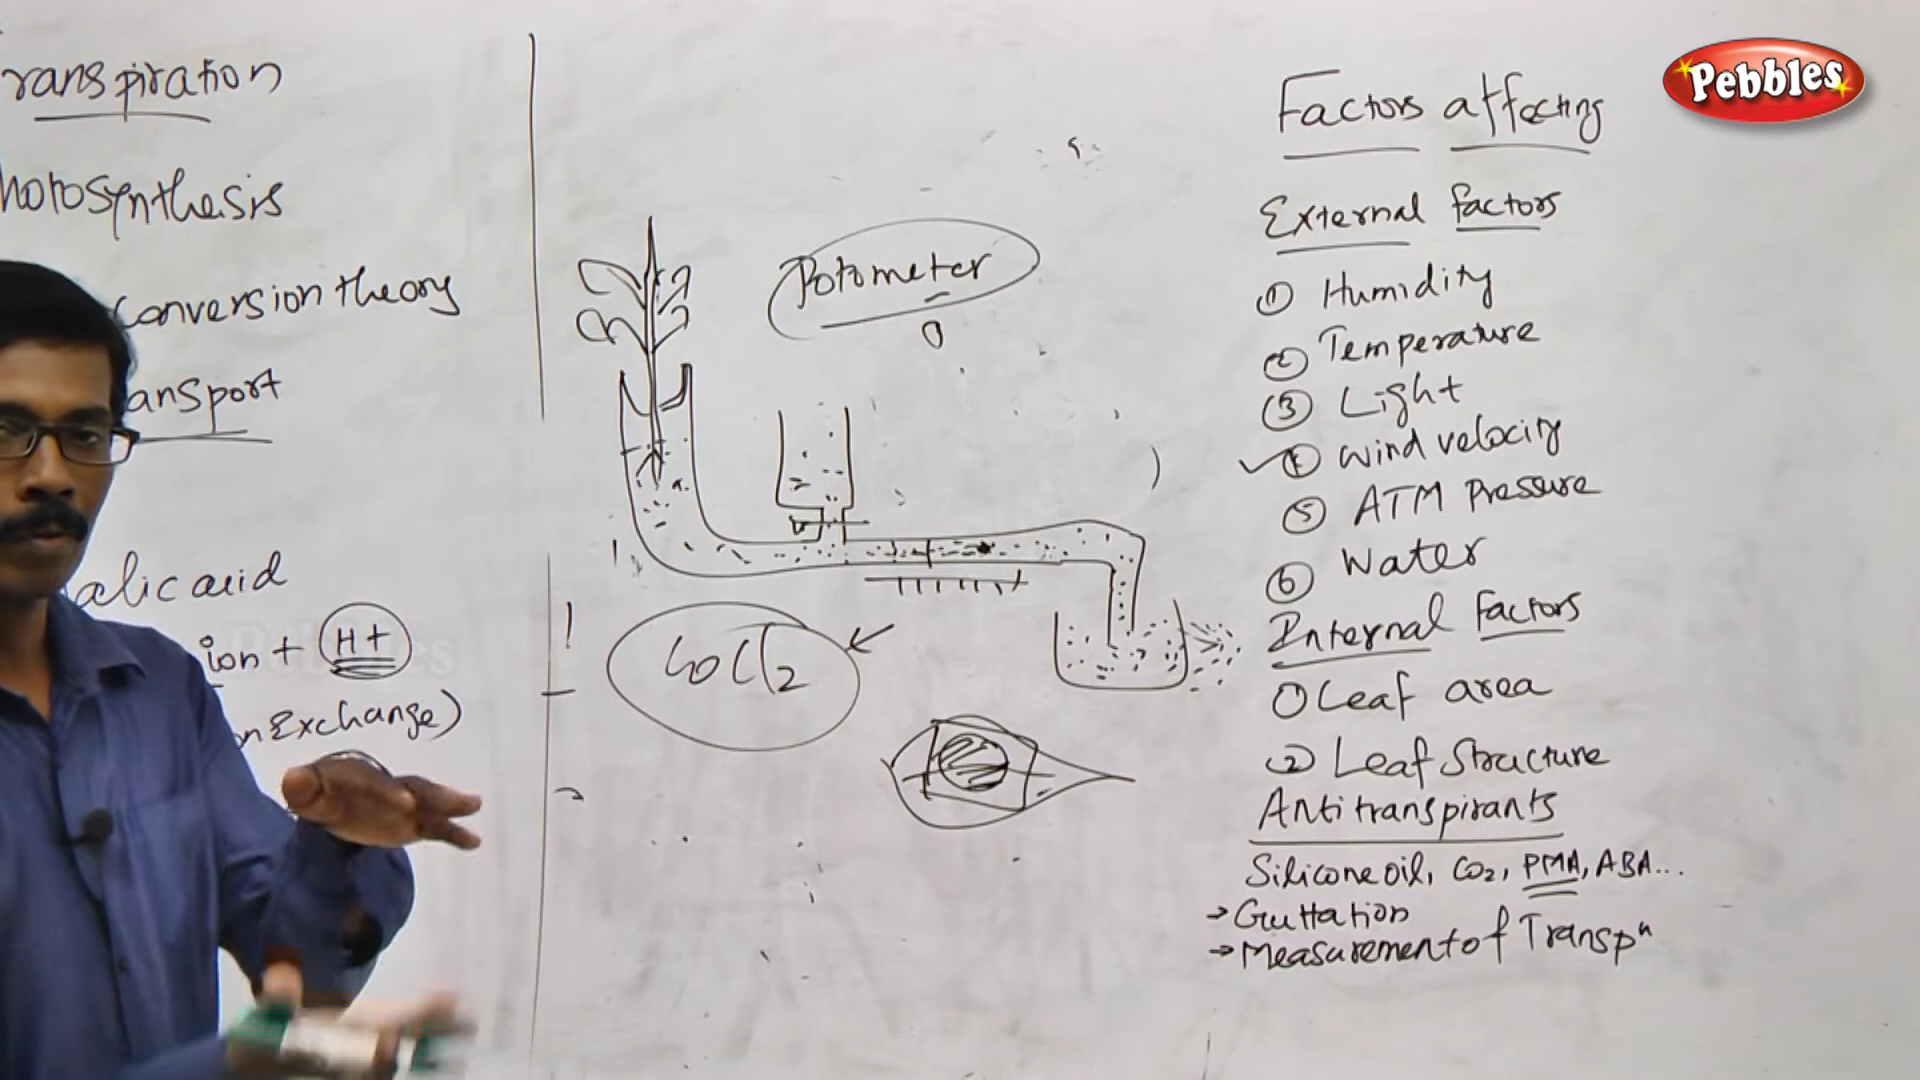 ranspiration
hotosynthesis
conversion theory
ansport
alic acid
ion + H+
n Exchange)
Potometer
CoCl2
Pebbles
Factors affecting
External factors
① Humidity
② Temperature
③ Light
④ Wind velocity
⑤ ATM Pressure
⑥ Water
Internal Factors
① Leaf area
② Leaf Structure
Antitranspirants
Silicone oil, CO2, PMA, ABA...
→ Guttation
→ Measurement of Transpn
Pebbles